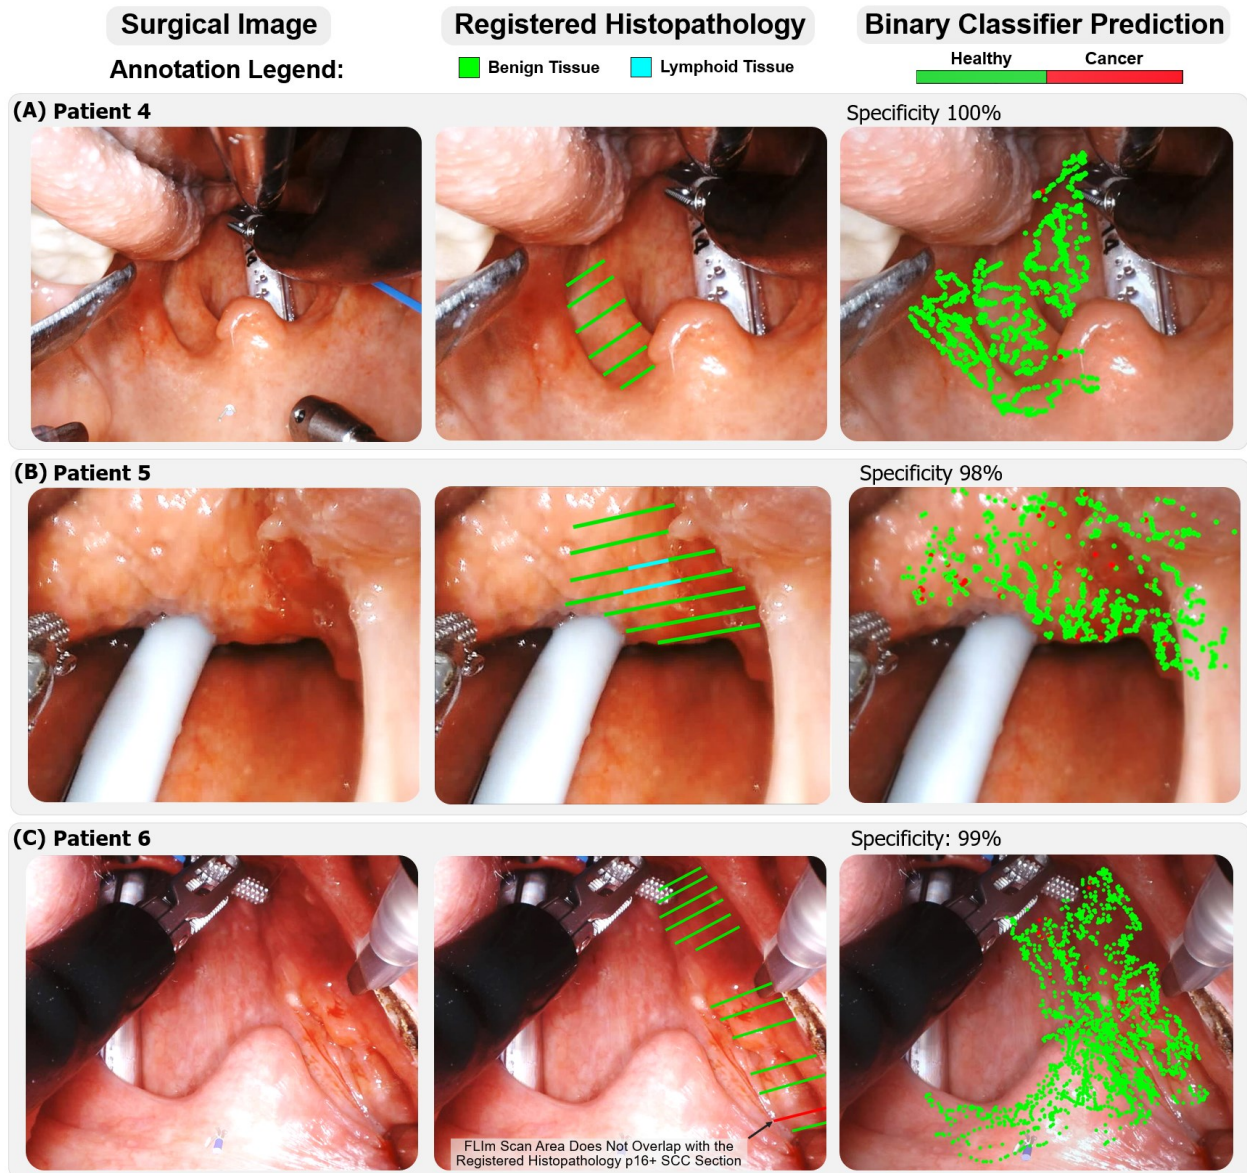 Surgical Image
Registered Histopathology
Binary Classifier Prediction
Annotation Legend:
Benign Tissue
Lymphoid Tissue
Healthy
Cancer
(A) Patient 4
Specificity 100%
14
14
(B) Patient 5
Specificity 98%
(C) Patient 6
Specificity: 99%
FLIm Scan Area Does Not Overlap with the
Registered Histopathology p16+ SCC Section